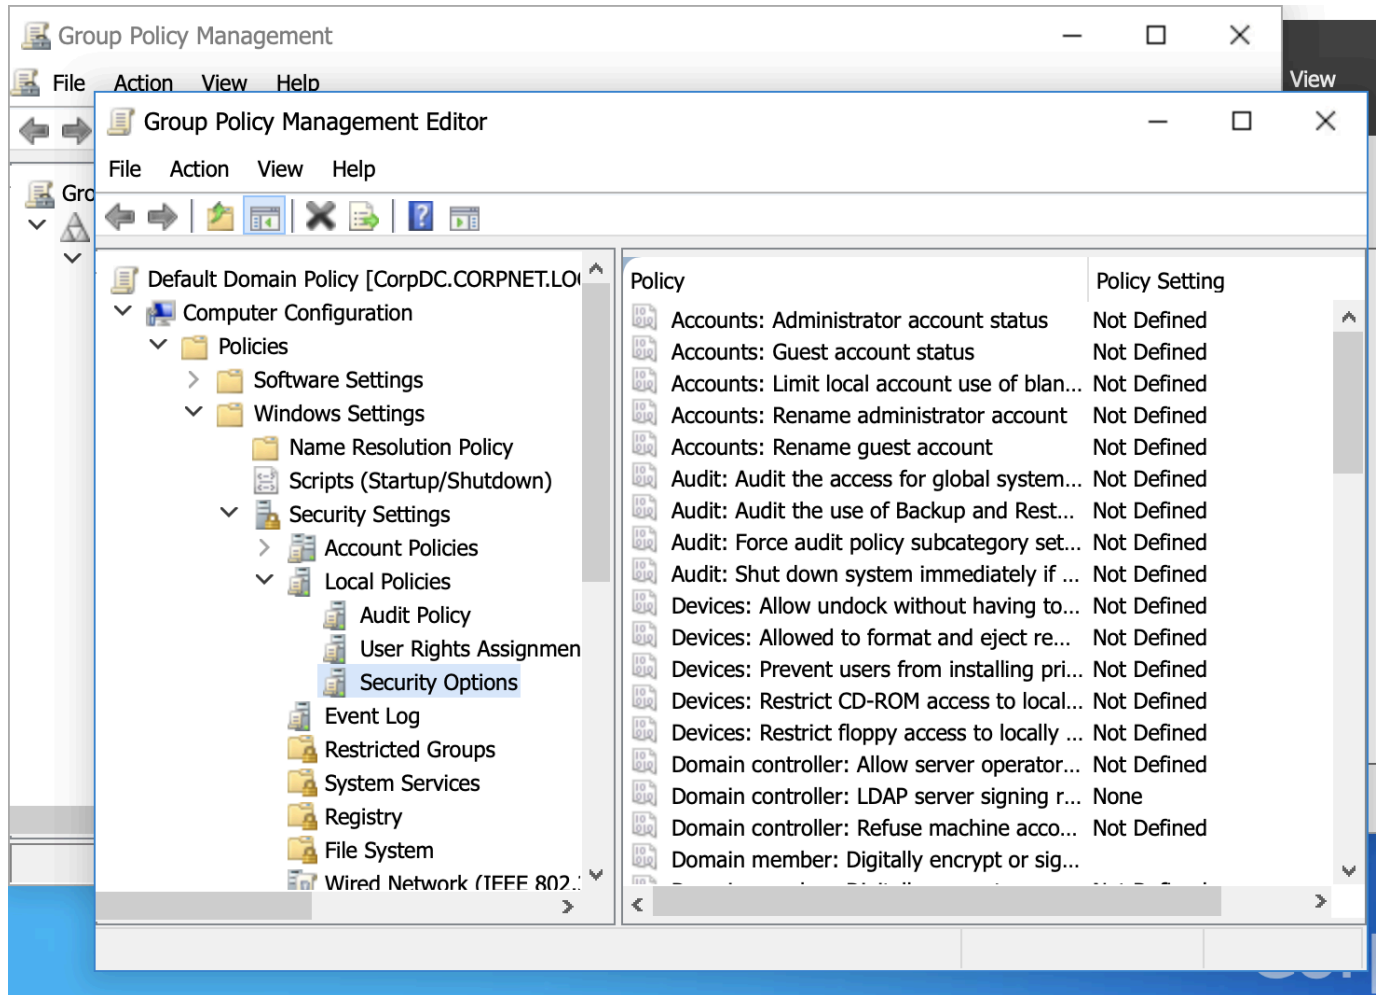 Group Policy Management
File Action View Help
View
Group Policy Management Editor
File Action View Help
Gro
Default Domain Policy [CorpDC.CORPNET.LO
Computer Configuration
Policies
Software Settings
Windows Settings
Name Resolution Policy
Scripts (Startup/Shutdown)
Security Settings
Account Policies
Local Policies
Audit Policy
User Rights Assignmen
Security Options
Event Log
Restricted Groups
System Services
Registry
File System
Wired Network (IEEE 802.
Policy Policy Setting
Accounts: Administrator account status Not Defined
Accounts: Guest account status Not Defined
Accounts: Limit local account use of blan... Not Defined
Accounts: Rename administrator account Not Defined
Accounts: Rename guest account Not Defined
Audit: Audit the access for global system... Not Defined
Audit: Audit the use of Backup and Rest... Not Defined
Audit: Force audit policy subcategory set... Not Defined
Audit: Shut down system immediately if ... Not Defined
Devices: Allow undock without having to... Not Defined
Devices: Allowed to format and eject re... Not Defined
Devices: Prevent users from installing pri... Not Defined
Devices: Restrict CD-ROM access to local... Not Defined
Devices: Restrict floppy access to locally ... Not Defined
Domain controller: Allow server operator... Not Defined
Domain controller: LDAP server signing r... None
Domain controller: Refuse machine acco... Not Defined
Domain member: Digitally encrypt or sig...